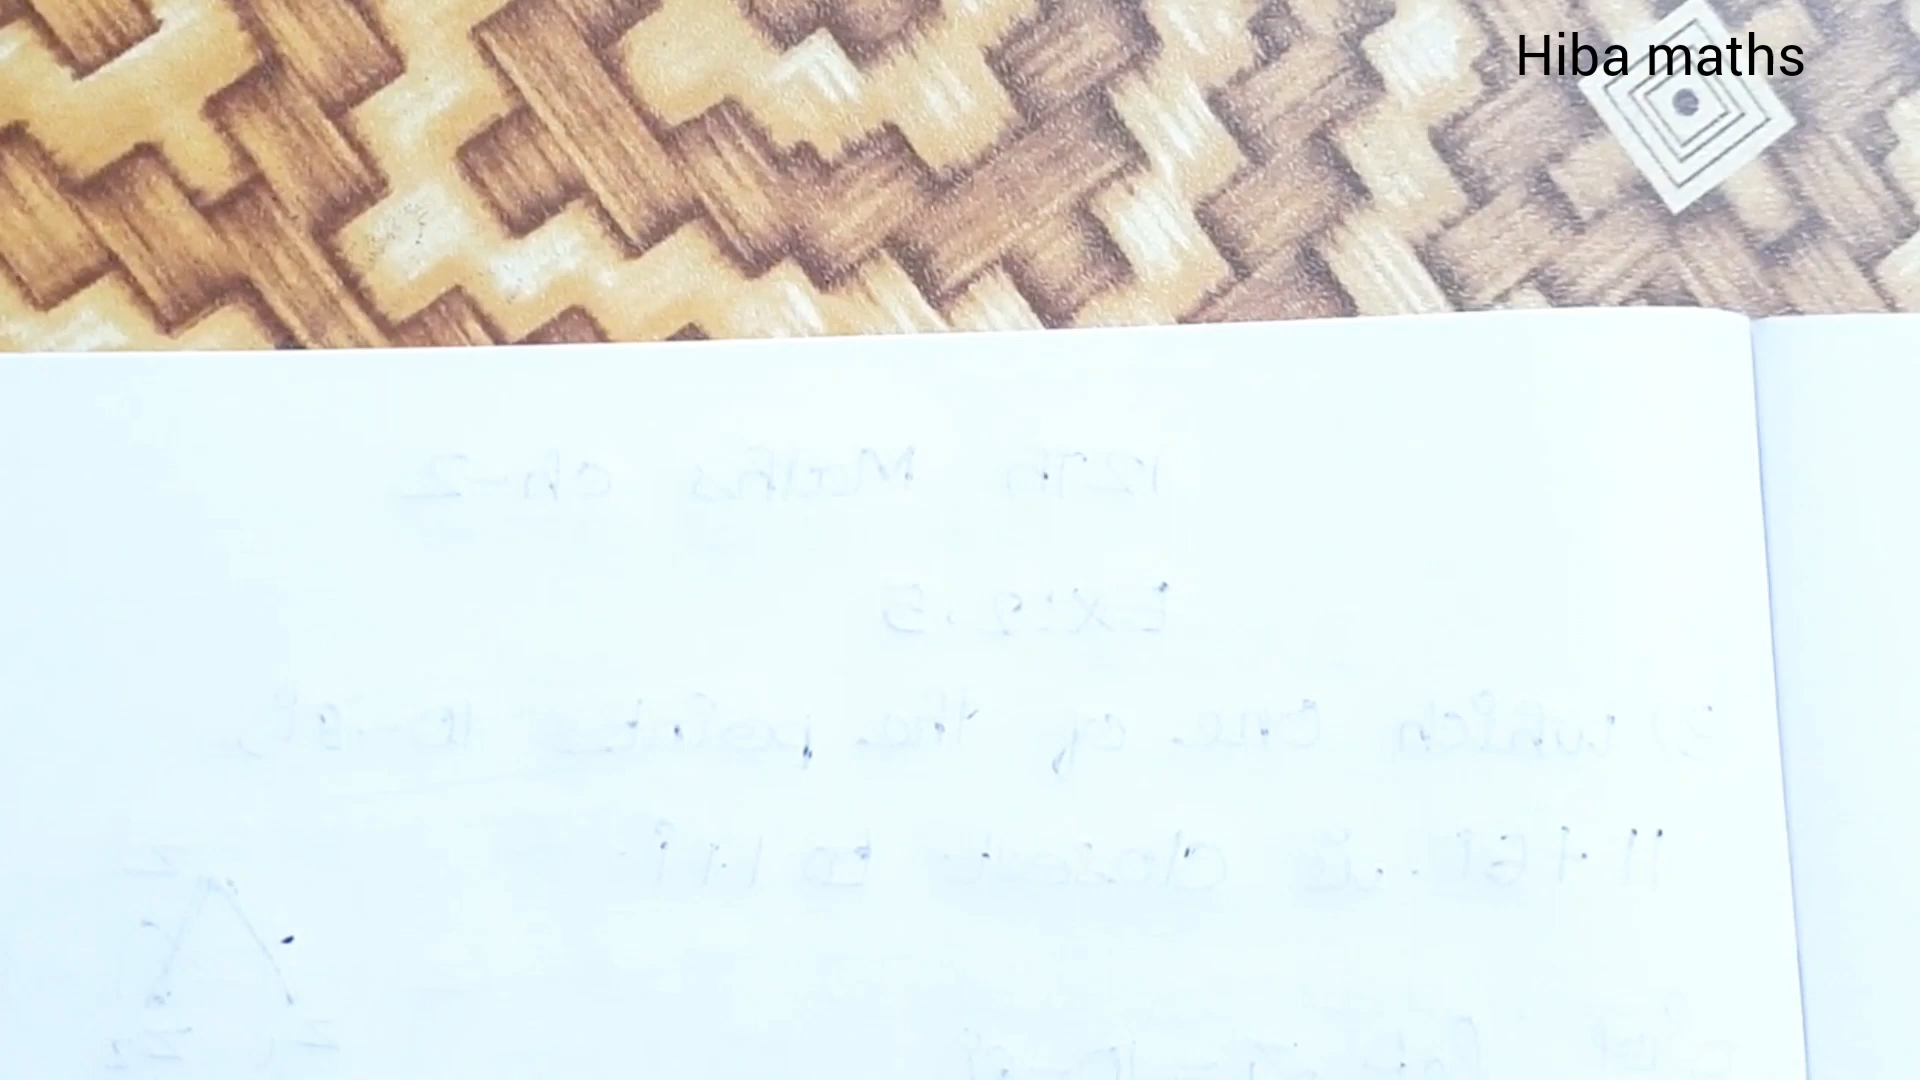 Hiba maths
12th Maths ch-2
Ex:2.5
which one of the points 10-8i,
11+6i is closest to 1+i